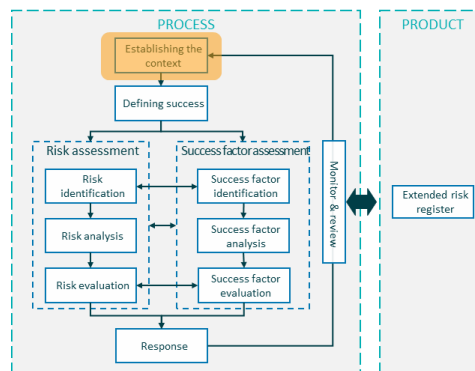 PROCESS
PRODUCT
Establishing the
context
Defining success
Risk assessment
Success factor assessment
Risk
identification
Success factor
identification
Risk analysis
Success factor
analysis
Risk evaluation
Success factor
evaluation
Response
Monitor & review
Extended risk
register